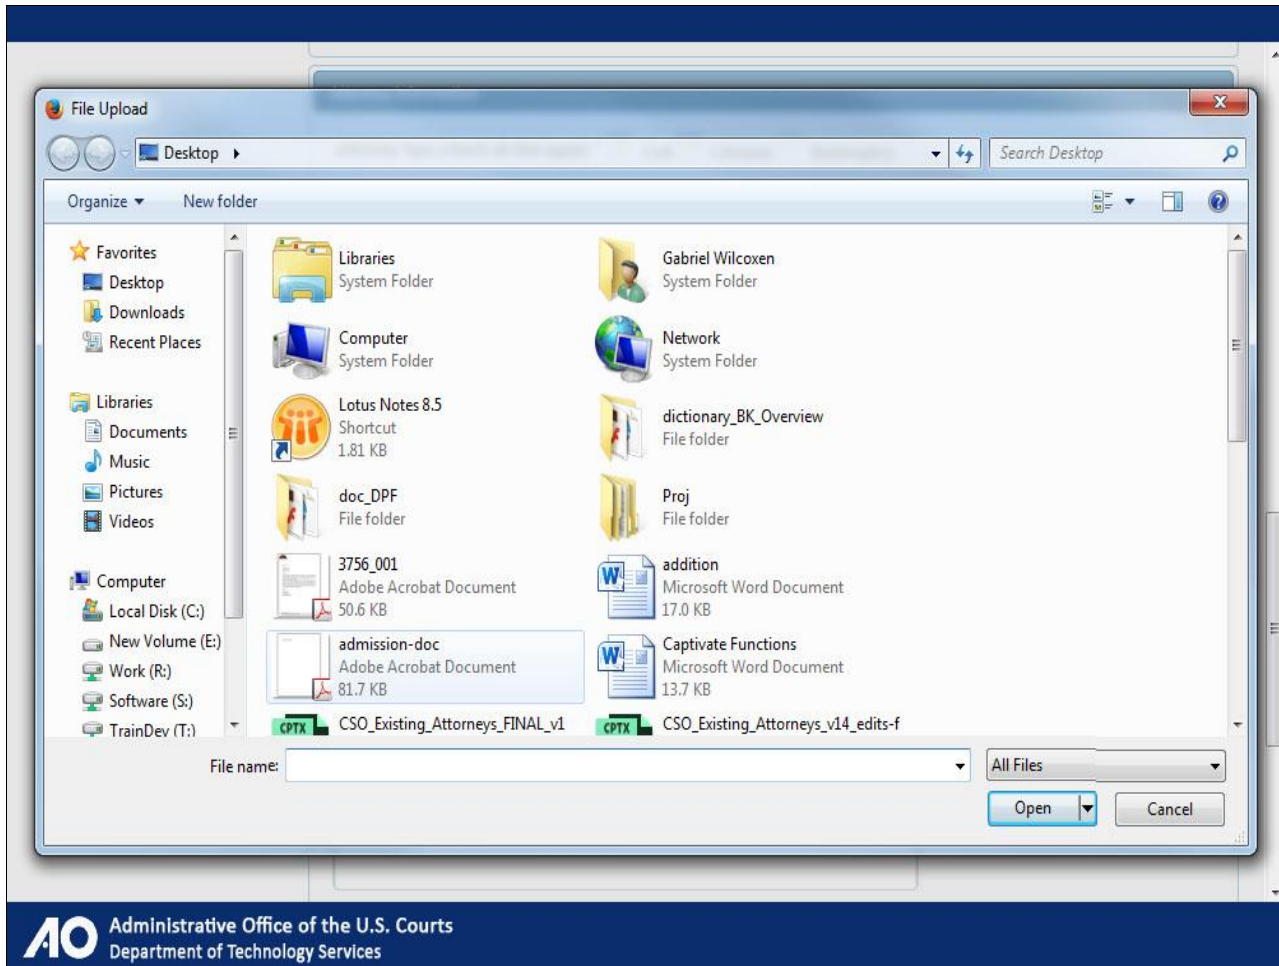 File Upload
X
Desktop
Search Desktop
Organize
New folder
Favorites
Desktop
Downloads
Recent Places
Libraries
Documents
Music
Pictures
Videos
Computer
Local Disk (C:)
New Volume (E:)
Work (R:)
Software (S:)
TrainDev (T:)
Libraries
System Folder
Gabriel Wilcoxen
System Folder
Computer
System Folder
Network
System Folder
Lotus Notes 8.5
Shortcut
1.81 KB
dictionary_BK_Overview
File folder
doc_DPF
File folder
Proj
File folder
3756_001
Adobe Acrobat Document
50.6 KB
addition
Microsoft Word Document
17.0 KB
admission-doc
Adobe Acrobat Document
81.7 KB
Captivate Functions
Microsoft Word Document
13.7 KB
CPTX
CSO_Existing_Attorneys_FINAL_v1
CPTX
CSO_Existing_Attorneys_v14_edits-f
File name:
All Files
Open
Cancel
AO
Administrative Office of the U.S. Courts
Department of Technology Services